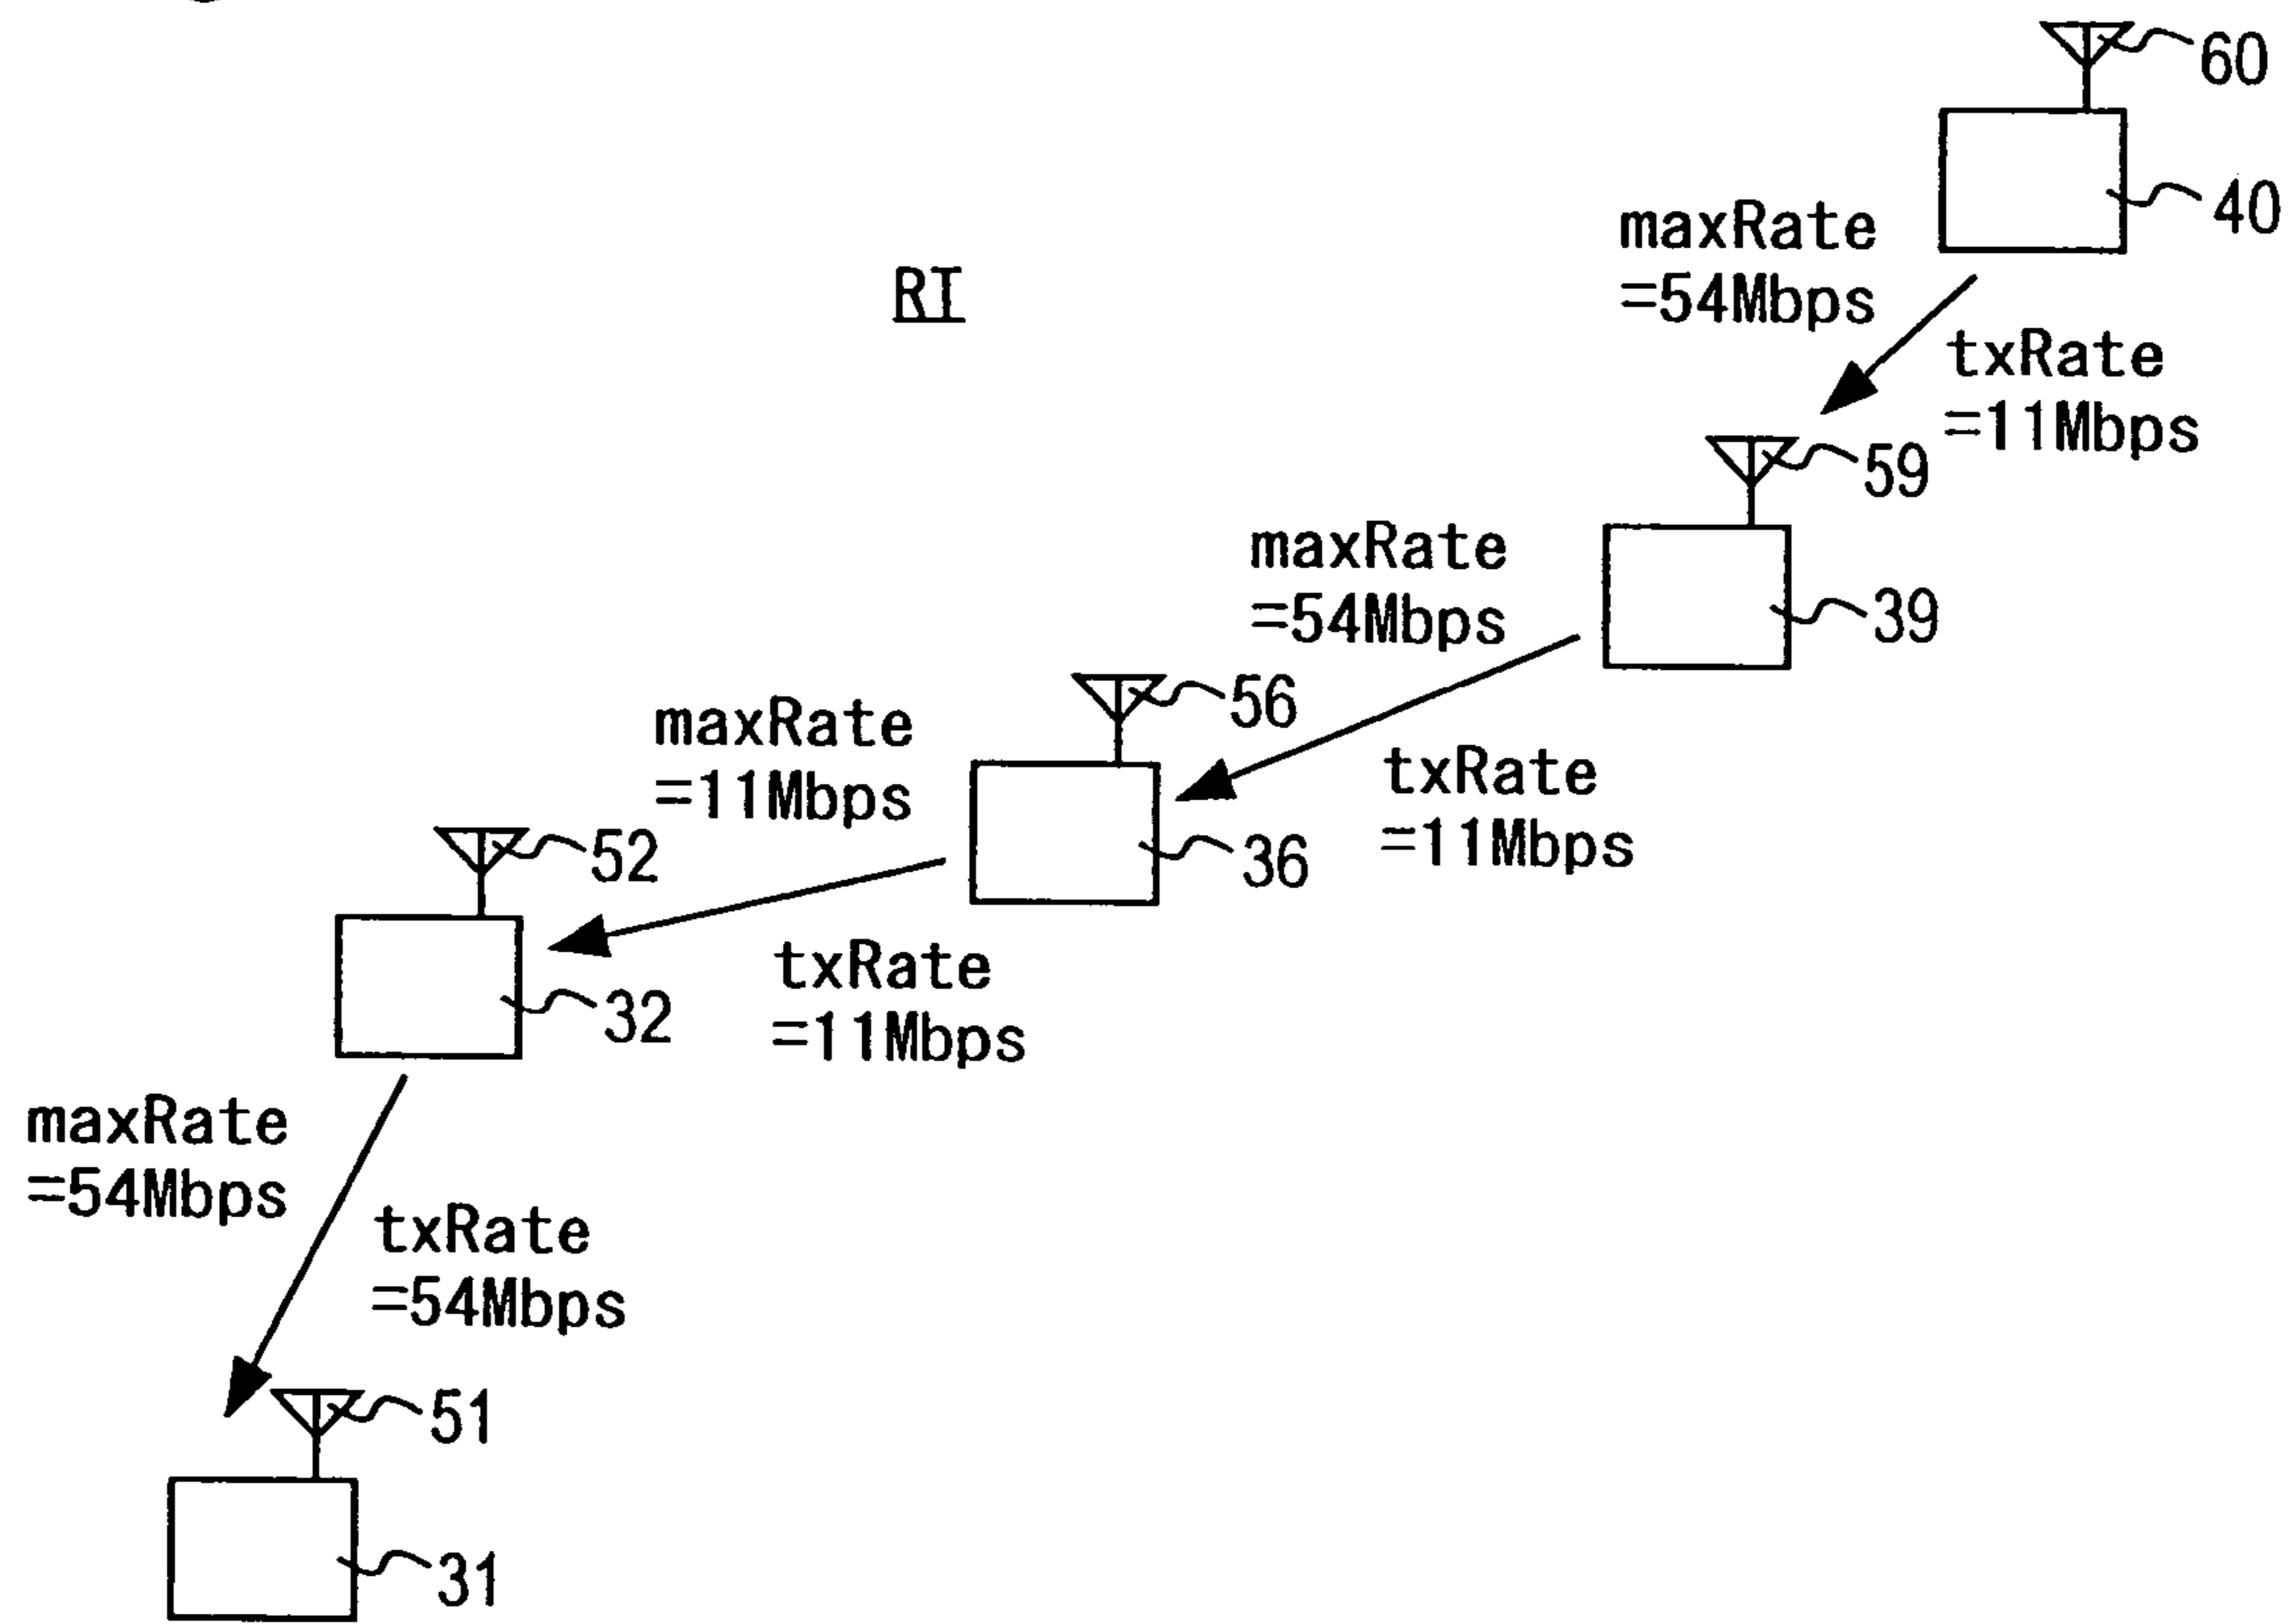 60
40
maxRate
=54Mbps
RI
txRate
=11Mbps
59
maxRate
=54Mbps
39
56
maxRate
=11Mbps
txRate
=11Mbps
52
36
txRate
=11Mbps
32
maxRate
=54Mbps
txRate
=54Mbps
51
31